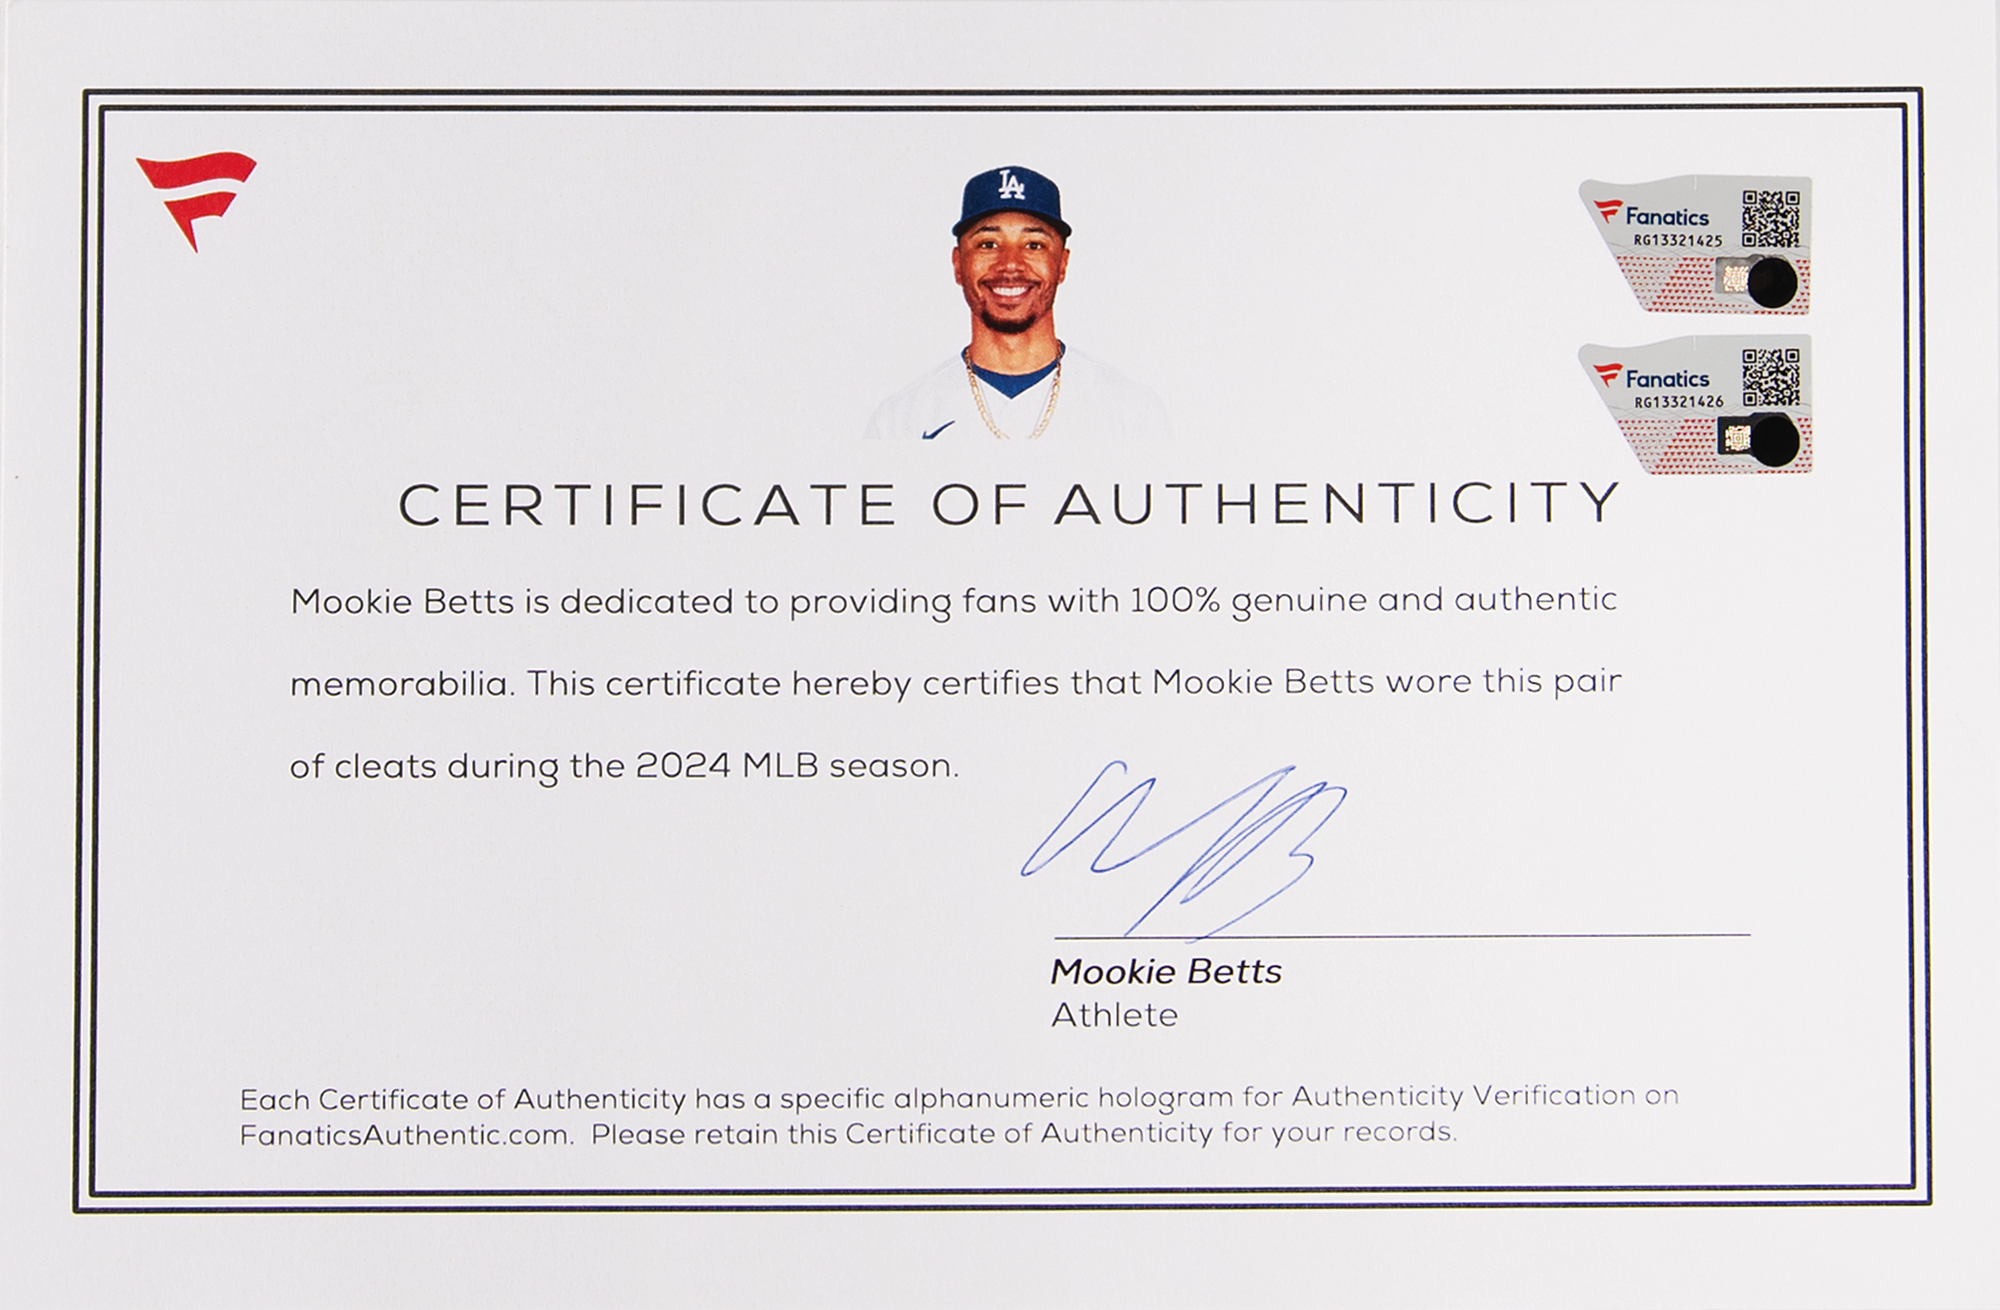 LA
Fanatics
RG13321425
Fanatics
RG13321426
CERTIFICATE OF AUTHENTICITY
Mookie Betts is dedicated to providing fans with 100% genuine and authentic
memorabilia. This certificate hereby certifies that Mookie Betts wore this pair
of cleats during the 2024 MLB season.
Mookie Betts
Athlete
Each Certificate of Authenticity has a specific alphanumeric hologram for Authenticity Verification on
FanaticsAuthentic.com. Please retain this Certificate of Authenticity for your records.